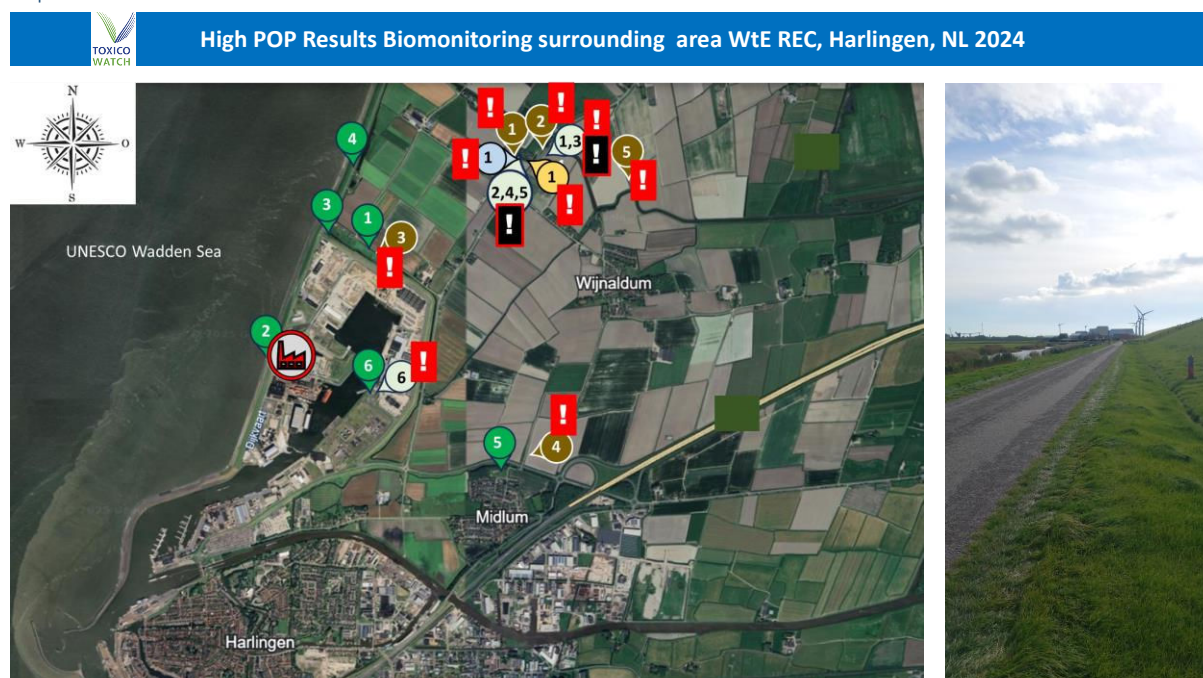 TOXICO
WATCH
High POP Results Biomonitoring surrounding area WtE REC, Harlingen, NL 2024
N
W
O
S
UNESCO Wadden Sea
4
3
1
3
2
6
6
!
!
1
2
!
!
1,3
!
!
1
5
!
1
!
2,4,5
!
Wijnaldum
!
!
5
4
Midlum
Dijkvaart
Harlingen